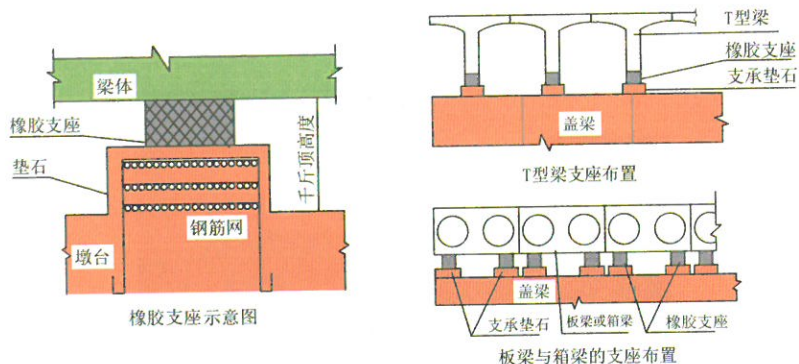 梁体
橡胶支座
垫石
千斤顶高度
钢筋网
墩台
橡胶支座示意图
T型梁
橡胶支座
支承垫石
盖梁
T型梁支座布置
盖梁
支承垫石
板梁或箱梁
橡胶支座
板梁与箱梁的支座布置